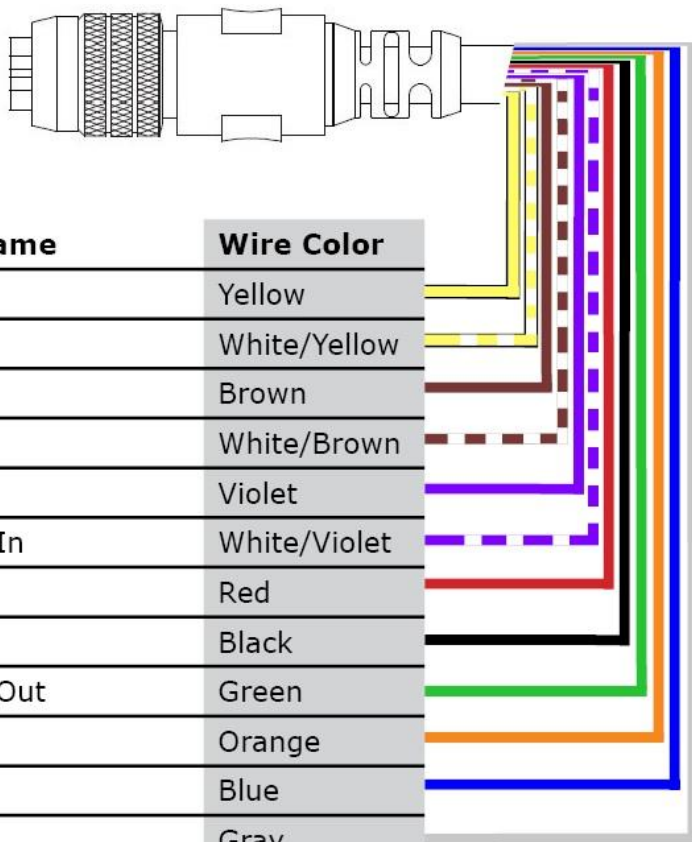 ame Wire Color
Yellow
White/Yellow
Brown
White/Brown
Violet
In White/Violet
Red
Black
Out Green
Orange
Blue
Gray